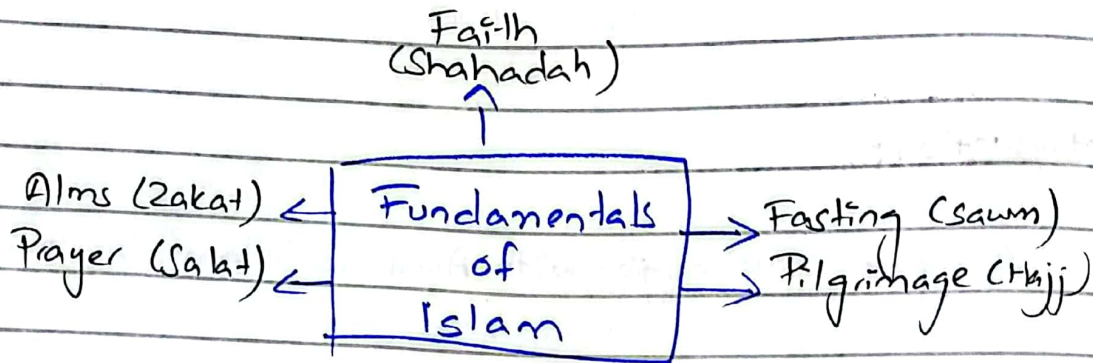 Faith
(Shahadah)
Alms (Zakat)
Prayer (Salat)
Fundamentals
of
Islam
Fasting (Sawm)
Pilgrimage (Hajj)